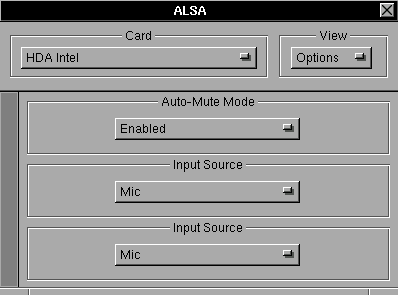 ALSA
Card
View
HDA Intel
Options
Auto-Mute Mode
Enabled
Input Source
Mic
Input Source
Mic